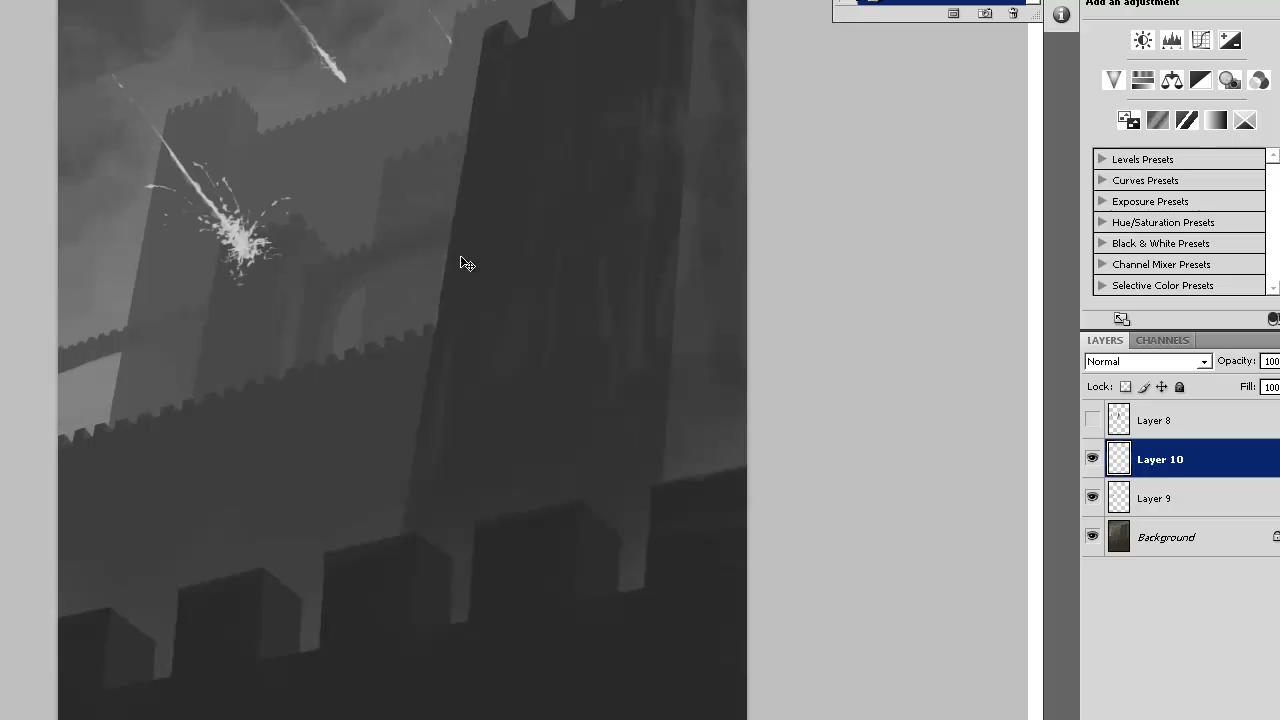 Add an adjustment
Levels Presets
Curves Presets
Exposure Presets
Hue/Saturation Presets
Black & White Presets
Channel Mixer Presets
Selective Color Presets
LAYERS CHANNELS
Normal Opacity: 100
Lock: Fill: 100
Layer 8
Layer 10
Layer 9
Background